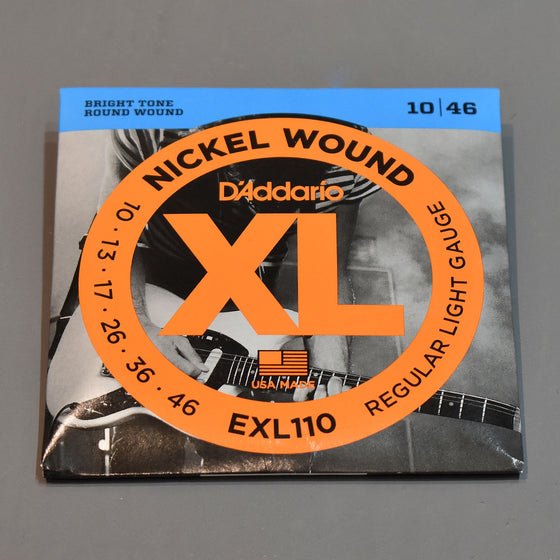 BRIGHT TONE
ROUND WOUND
10|46
NICKEL WOUND
D'Addario
XL
10 · 13 · 17 · 26 · 36 · 46
REGULAR LIGHT GAUGE
USA MADE
EXL110